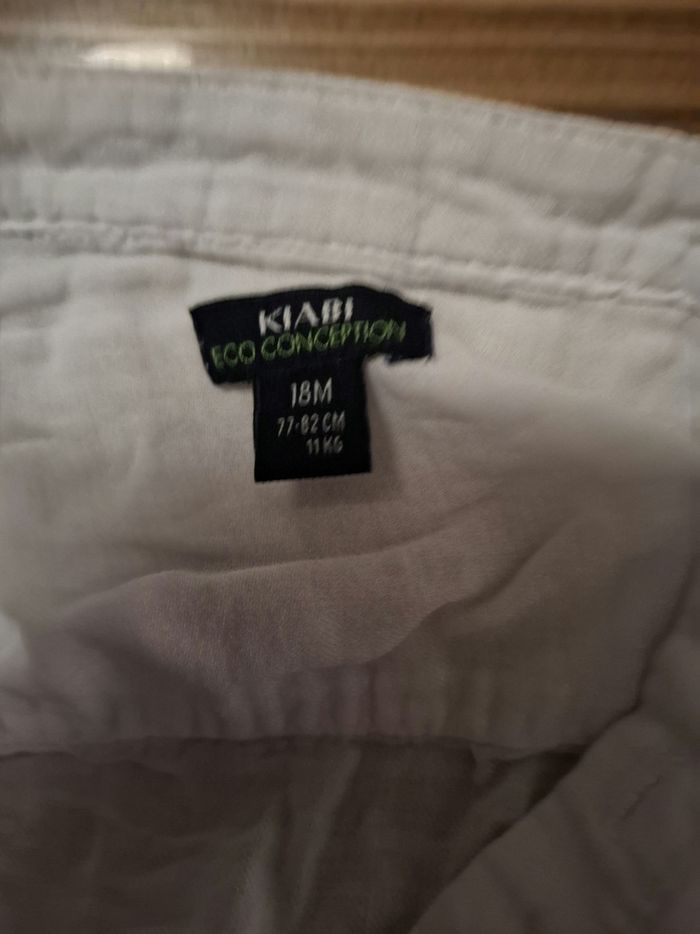 KIABI
ECO CONCEPTION
18M
77-82 CM
11 KG